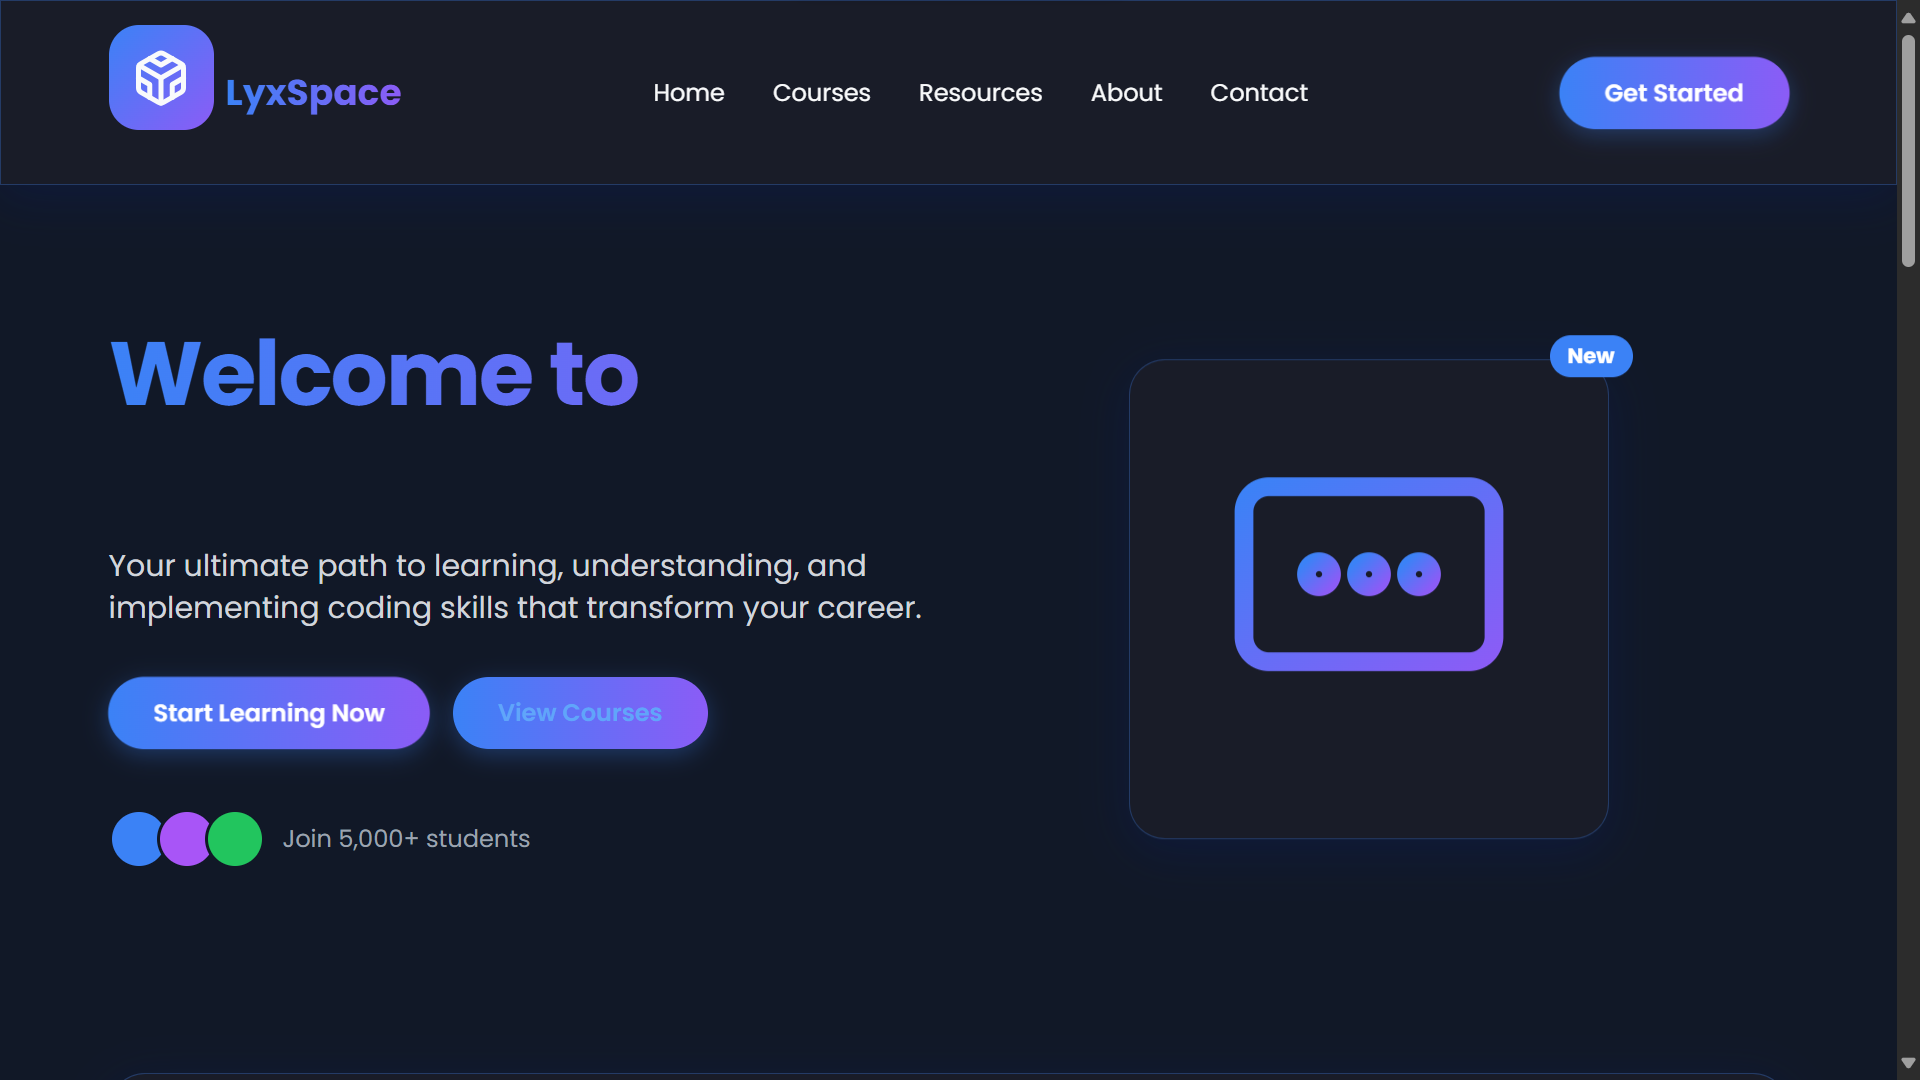 LyxSpace
Home
Courses
Resources
About
Contact
Get Started
Welcome to
New
Your ultimate path to learning, understanding, and
implementing coding skills that transform your career.
Start Learning Now
View Courses
Join 5,000+ students